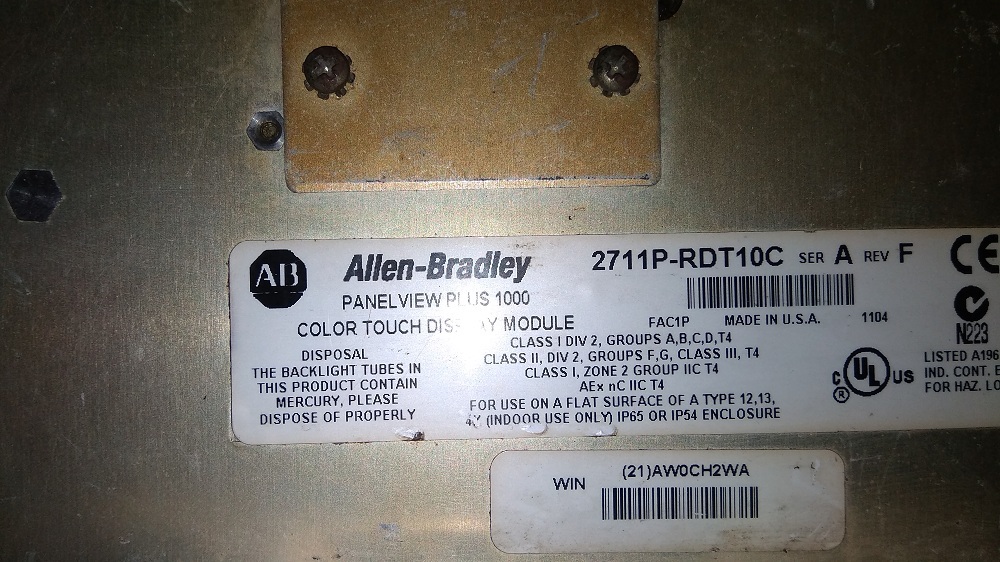 AB Allen-Bradley 2711P-RDT10C SER A REV F CE
PANELVIEW PLUS 1000
COLOR TOUCH MODULE
FAC1P MADE IN U.S.A. 1104
N223
DISPOSAL
THE BACKLIGHT TUBES IN
THIS PRODUCT CONTAIN
MERCURY, PLEASE
DISPOSE OF PROPERLY
CLASS I DIV 2, GROUPS A,B,C,D,T4
CLASS II, DIV 2, GROUPS F,G, CLASS III, T4
CLASS I, ZONE 2 GROUP IIC T4
AEx nC IIC T4
FOR USE ON A FLAT SURFACE OF A TYPE 12,13,
(INDOOR USE ONLY) IP65 OR IP54 ENCLOSURE
C UL US
®
LISTED A196
IND. CONT.
FOR HAZ.
WIN (21)AW0CH2WA